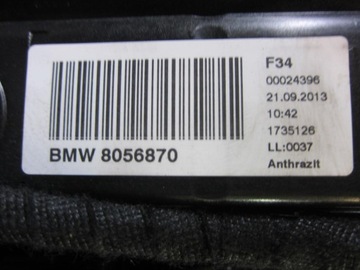 F34
00024396
21.09.2013
10:42
1735126
LL:0037
Anthrazit
BMW 8056870